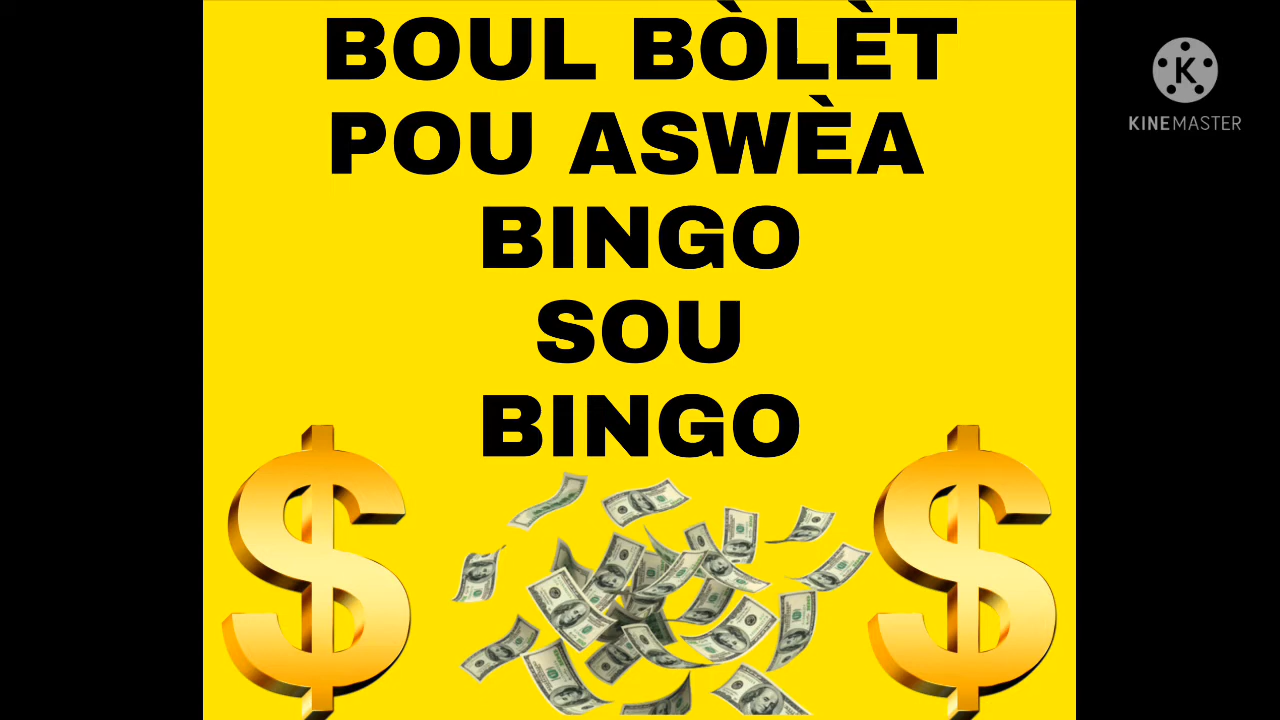 BOUL BÒLÈT
POU ASWÈA
BINGO
SOU
BINGO
K
KINEMASTER